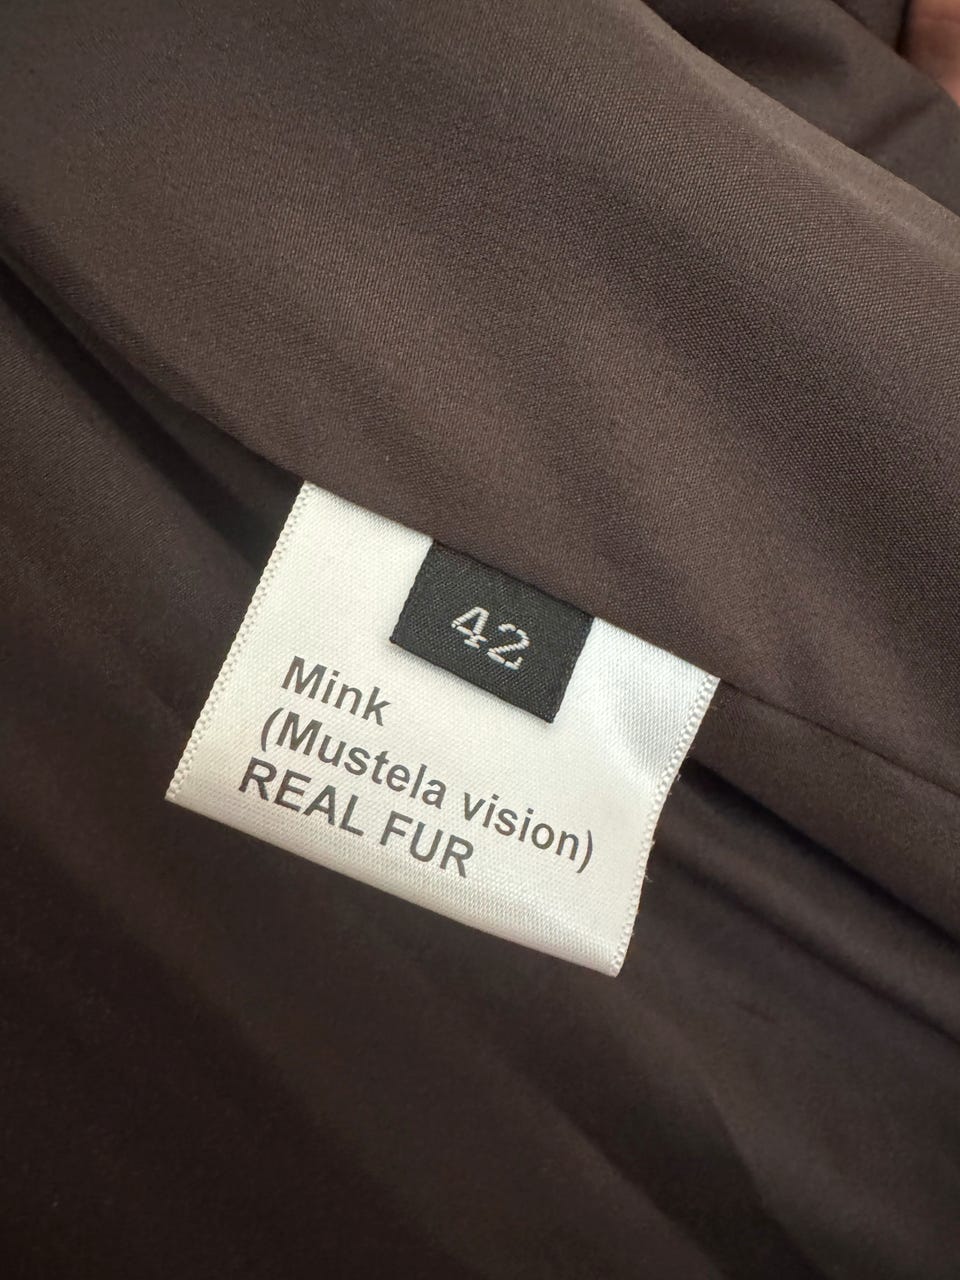 42
Mink
(Mustela vision)
REAL FUR